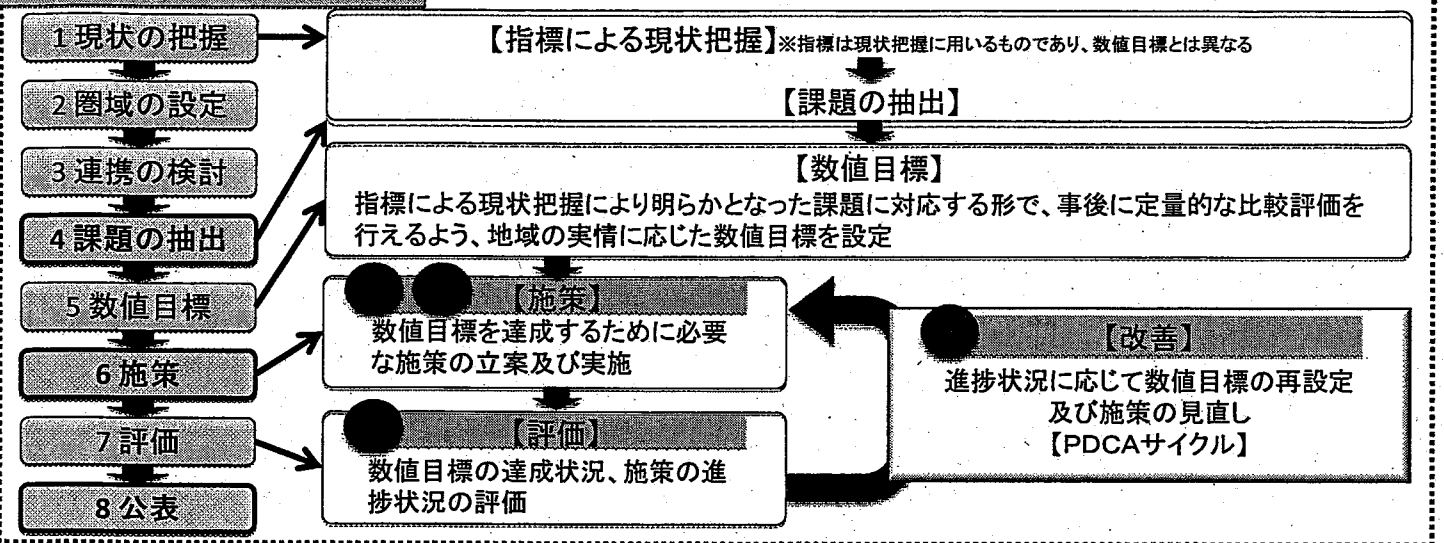 1 現状の把握
2 圏域の設定
3 連携の検討
4 課題の抽出
5 数値目標
6 施策
7 評価
8 公表
【指標による現状把握】※指標は現状把握に用いるものであり、数値目標とは異なる
【課題の抽出】
【数値目標】
指標による現状把握により明らかとなった課題に対応する形で、事後に定量的な比較評価を
行えるよう、地域の実情に応じた数値目標を設定
【施策】
数値目標を達成するために必要
な施策の立案及び実施
【評価】
数値目標の達成状況、施策の進
捗状況の評価
【改善】
進捗状況に応じて数値目標の再設定
及び施策の見直し
【PDCAサイクル】